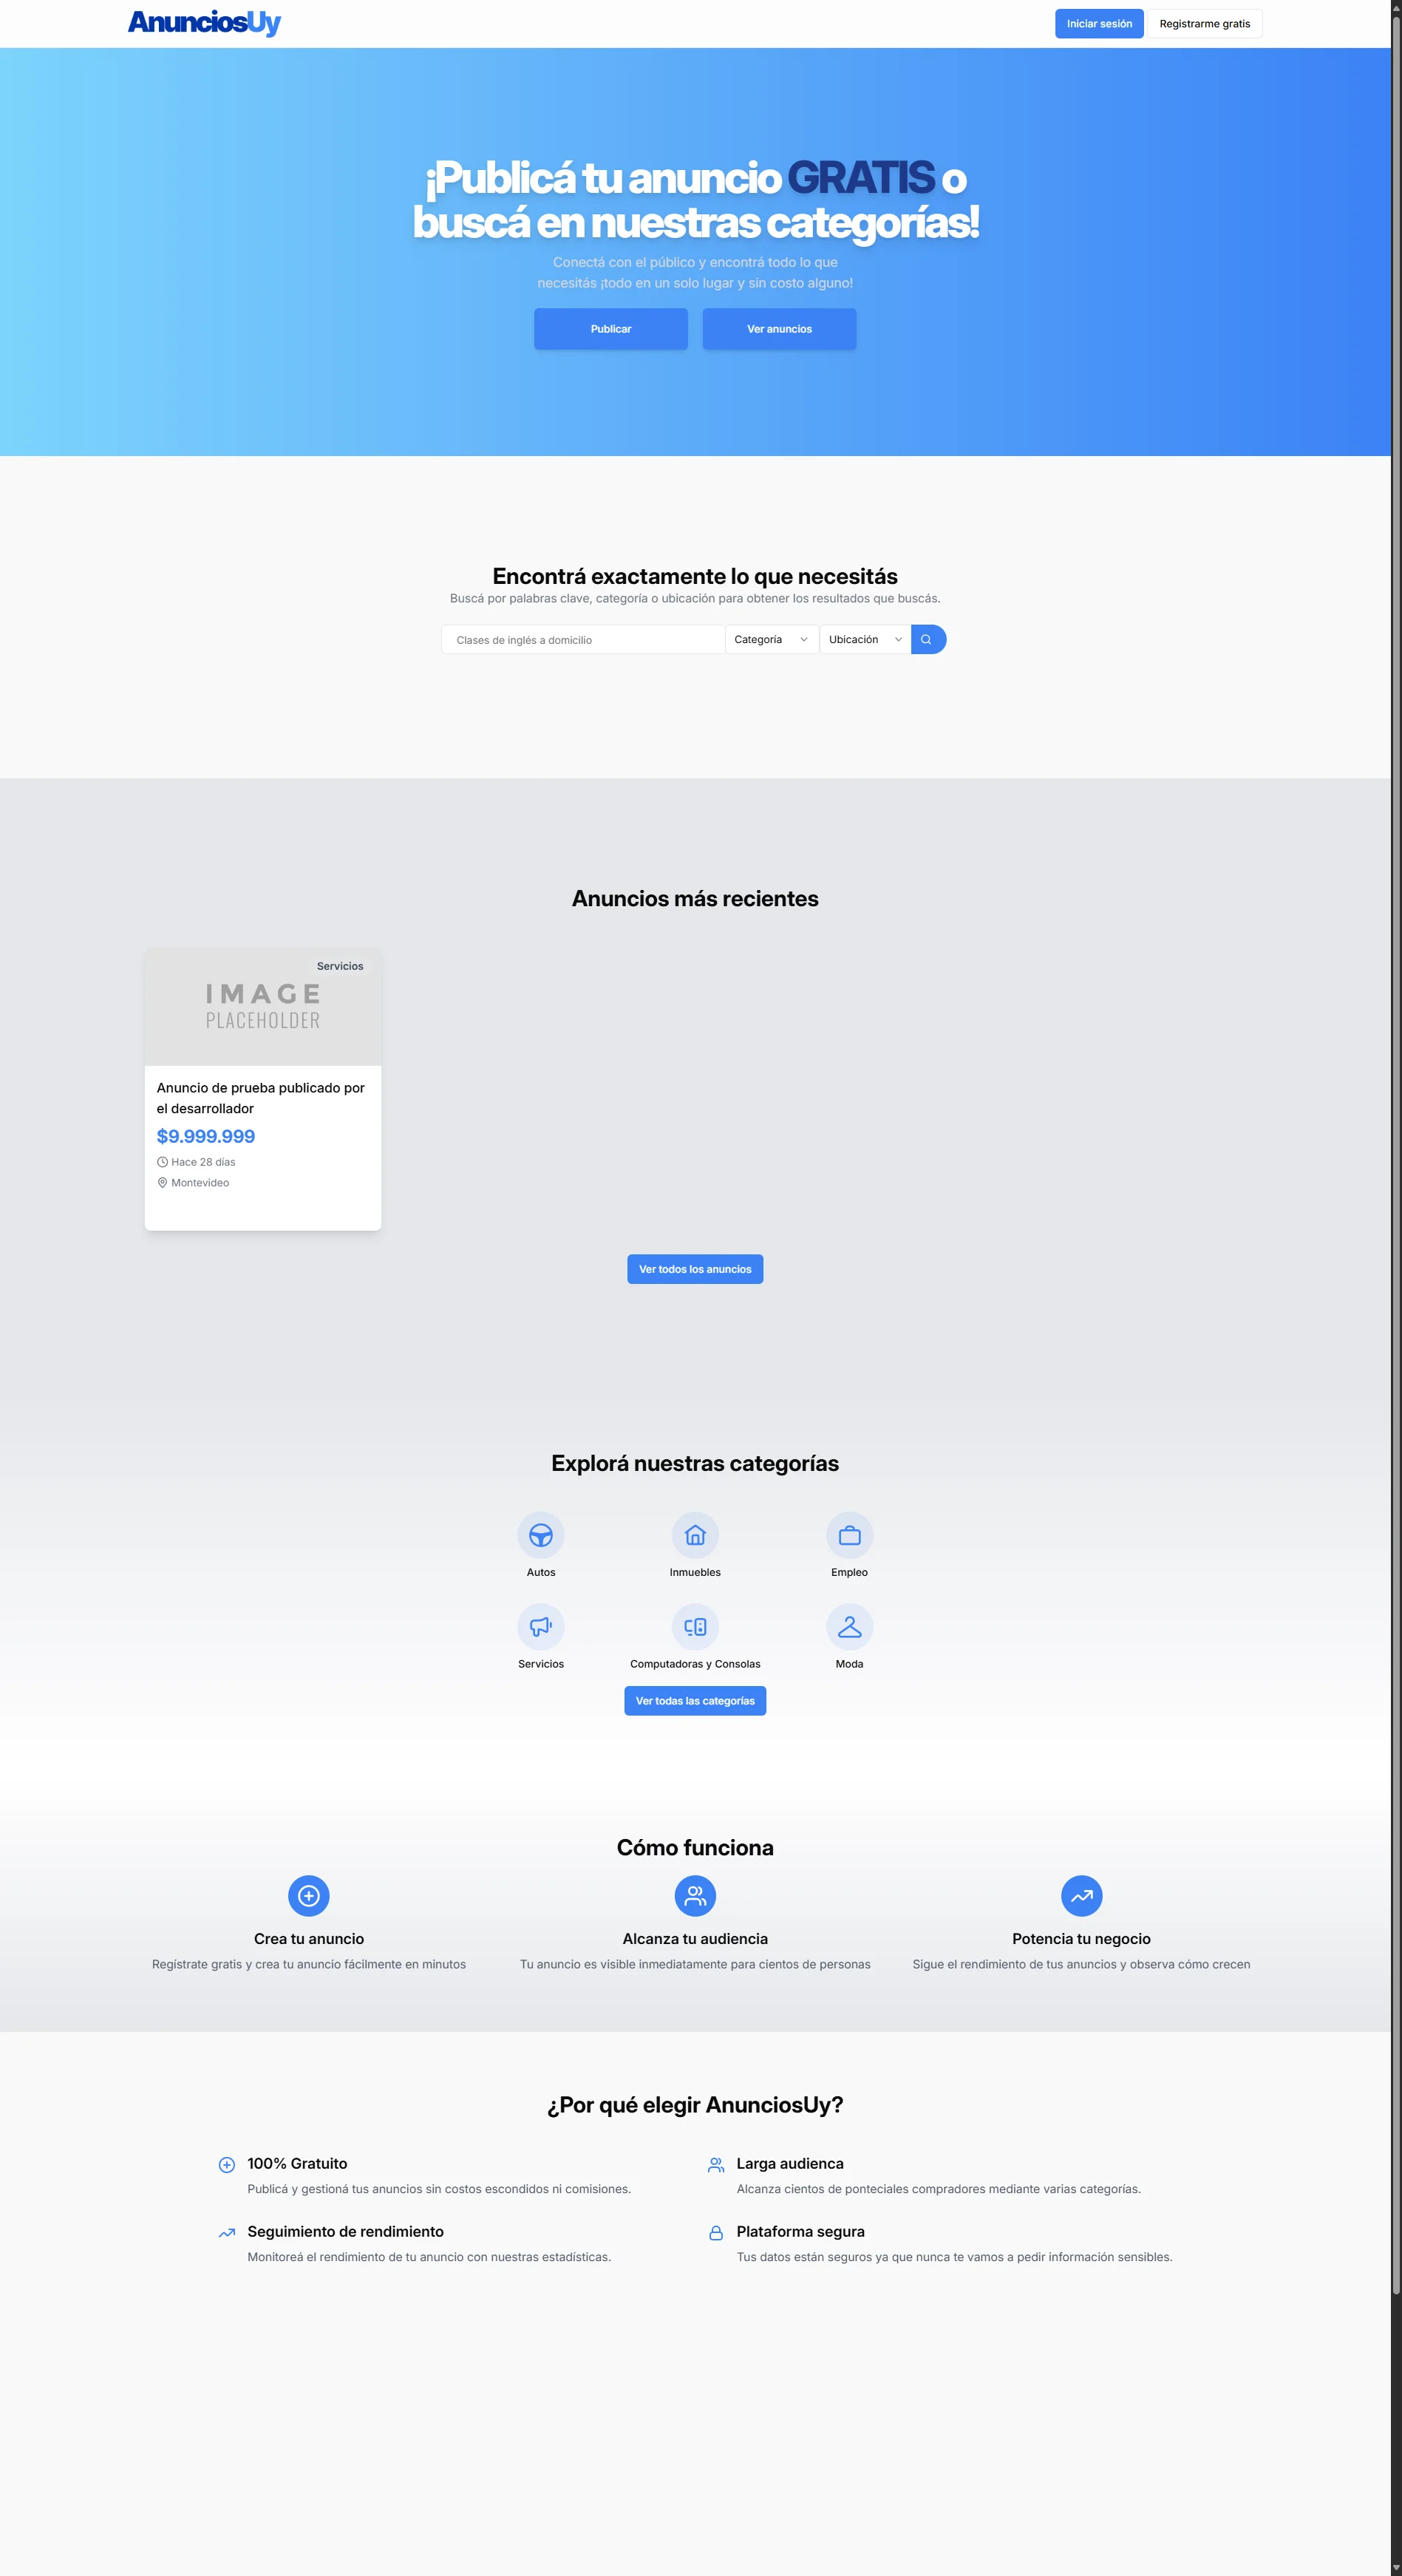 AnunciosUy
Iniciar sesión
Registrarme gratis
¡Publicá tu anuncio GRATIS o
buscá en nuestras categorías!
Conectá con el público y encontrá todo lo que
necesitás ¡todo en un solo lugar y sin costo alguno!
Publicar
Ver anuncios
Encontrá exactamente lo que necesitás
Buscá por palabras clave, categoría o ubicación para obtener los resultados que buscás.
Clases de inglés a domicilio
Categoría
Ubicación
Anuncios más recientes
Servicios
IMAGE
PLACEHOLDER
Anuncio de prueba publicado por
el desarrollador
$9.999.999
Hace 28 días
Montevideo
Ver todos los anuncios
Explorá nuestras categorías
Autos
Inmuebles
Empleo
Servicios
Computadoras y Consolas
Moda
Ver todas las categorías
Cómo funciona
Crea tu anuncio
Regístrate gratis y crea tu anuncio fácilmente en minutos
Alcanza tu audiencia
Tu anuncio es visible inmediatamente para cientos de personas
Potencia tu negocio
Sigue el rendimiento de tus anuncios y observa cómo crecen
¿Por qué elegir AnunciosUy?
100% Gratuito
Publicá y gestioná tus anuncios sin costos escondidos ni comisiones.
Larga audienca
Alcanza cientos de ponteciales compradores mediante varias categorías.
Seguimiento de rendimiento
Monitoreá el rendimiento de tu anuncio con nuestras estadísticas.
Plataforma segura
Tus datos están seguros ya que nunca te vamos a pedir información sensibles.